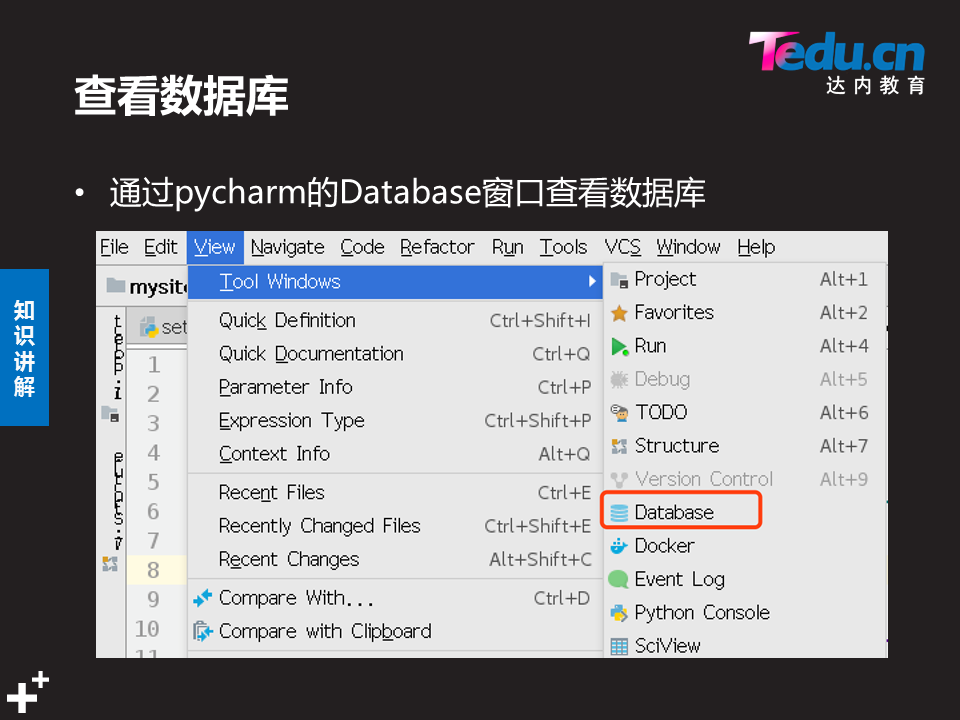 Tedu.cn
达内教育
查看数据库
• 通过pycharm的Database窗口查看数据库
知识讲解
File Edit View Navigate Code Refactor Run Tools VCS Window Help
Tool Windows
Quick Definition Ctrl+Shift+I
Quick Documentation Ctrl+Q
Parameter Info Ctrl+P
Expression Type Ctrl+Shift+P
Context Info Alt+Q
Recent Files Ctrl+E
Recently Changed Files Ctrl+Shift+E
Recent Changes Alt+Shift+C
Compare With... Ctrl+D
Compare with Clipboard
Project Alt+1
Favorites Alt+2
Run Alt+4
Debug Alt+5
TODO Alt+6
Structure Alt+7
Version Control Alt+9
Database
Docker
Event Log
Python Console
SciView
mysite
set
1
2
3
4
5
6
7
8
9
10
11